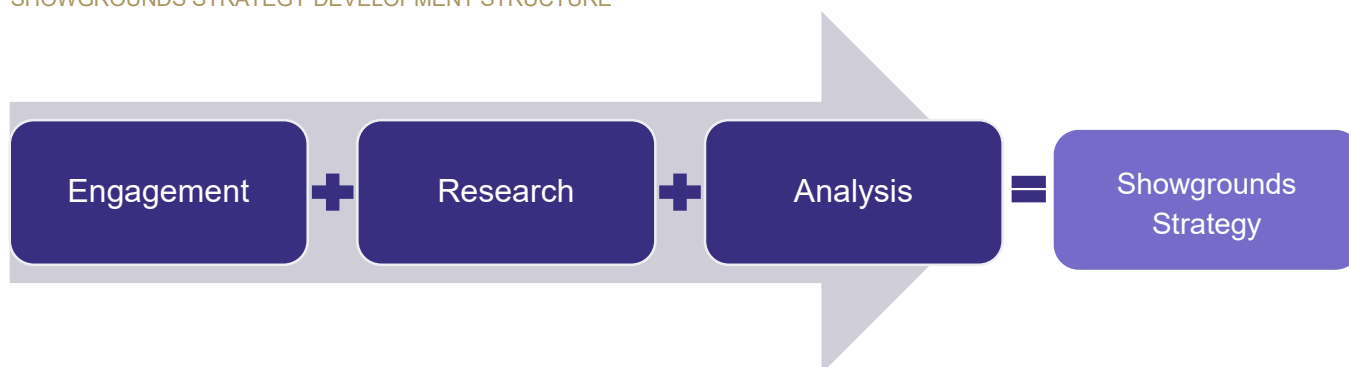 SHOWGROUNDS STRATEGY DEVELOPMENT STRUCTURE
Engagement
Research
Analysis
Showgrounds
Strategy